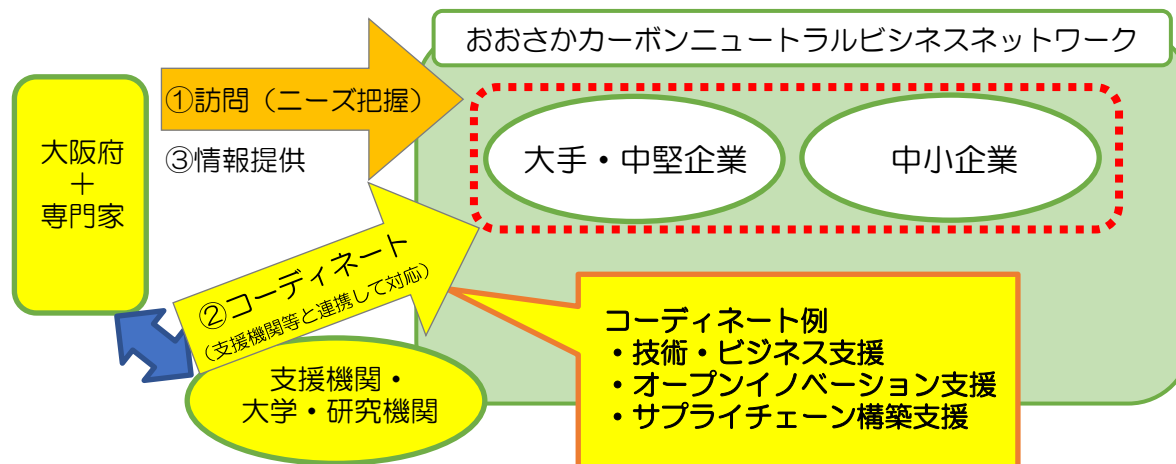 おおさかカーボンニュートラルビジネスネットワーク
①訪問（ニーズ把握）
③情報提供
大阪府
＋
専門家
大手・中堅企業
中小企業
②コーディネート
（支援機関等と連携して対応）
支援機関・
大学・研究機関
コーディネート例
・技術・ビジネス支援
・オープンイノベーション支援
・サプライチェーン構築支援